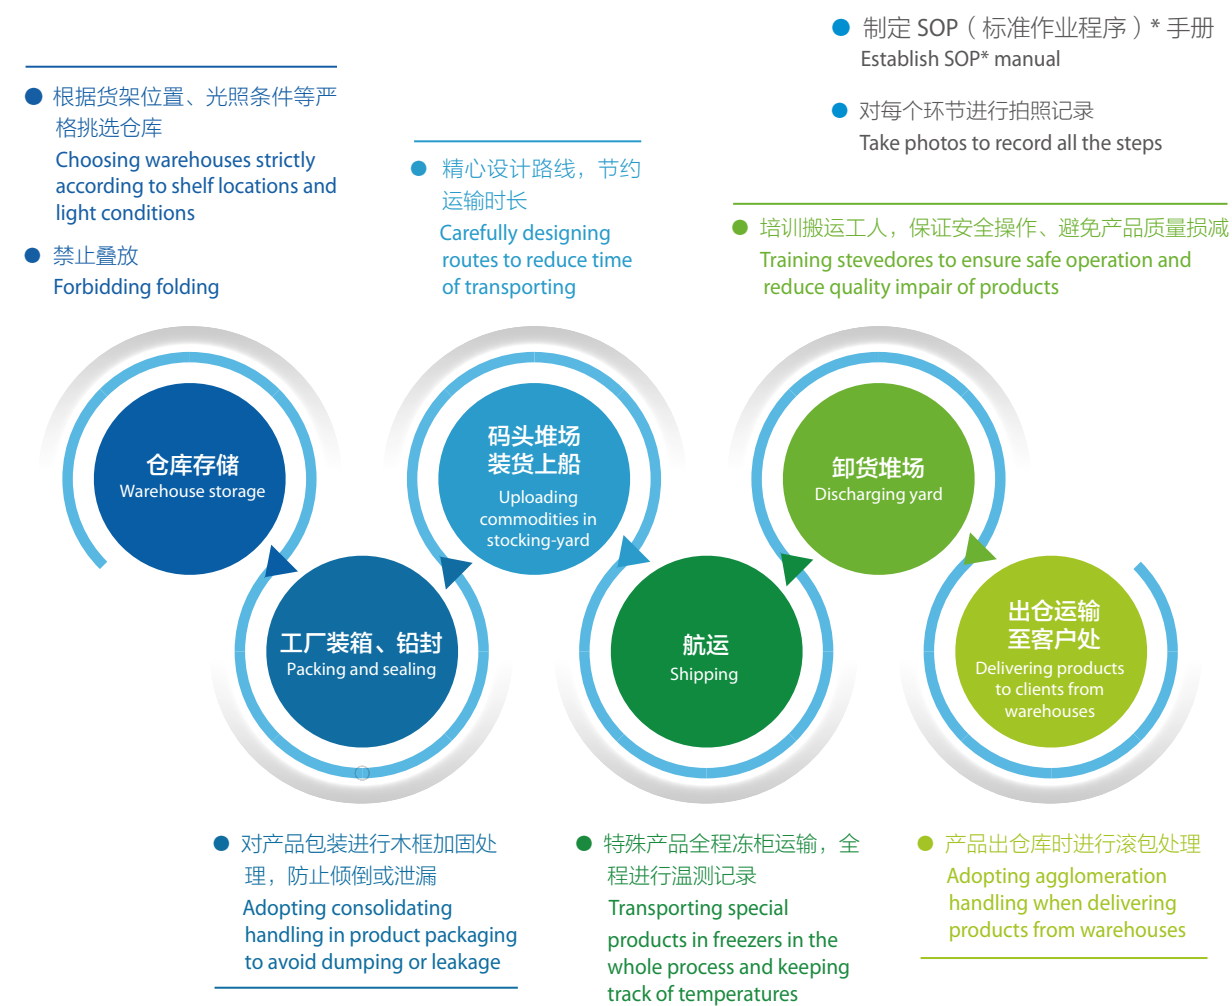 制定 SOP（标准作业程序）* 手册
Establish SOP* manual
对每个环节进行拍照记录
Take photos to record all the steps
根据货架位置、光照条件等严
格挑选仓库
Choosing warehouses strictly
according to shelf locations and
light conditions
禁止叠放
Forbidding folding
精心设计路线，节约
运输时长
Carefully designing
routes to reduce time
of transporting
培训搬运工人，保证安全操作、避免产品质量损减
Training stevedores to ensure safe operation and
reduce quality impair of products
仓库存储
Warehouse storage
工厂装箱、铅封
Packing and sealing
码头堆场
装货上船
Uploading
commodities in
stocking-yard
航运
Shipping
卸货堆场
Discharging yard
出仓运输
至客户处
Delivering products
to clients from
warehouses
对产品包装进行木框加固处
理，防止倾倒或泄漏
Adopting consolidating
handling in product packaging
to avoid dumping or leakage
特殊产品全程冻柜运输，全
程进行温测记录
Transporting special
products in freezers in the
whole process and keeping
track of temperatures
产品出仓库时进行滚包处理
Adopting agglomeration
handling when delivering
products from warehouses